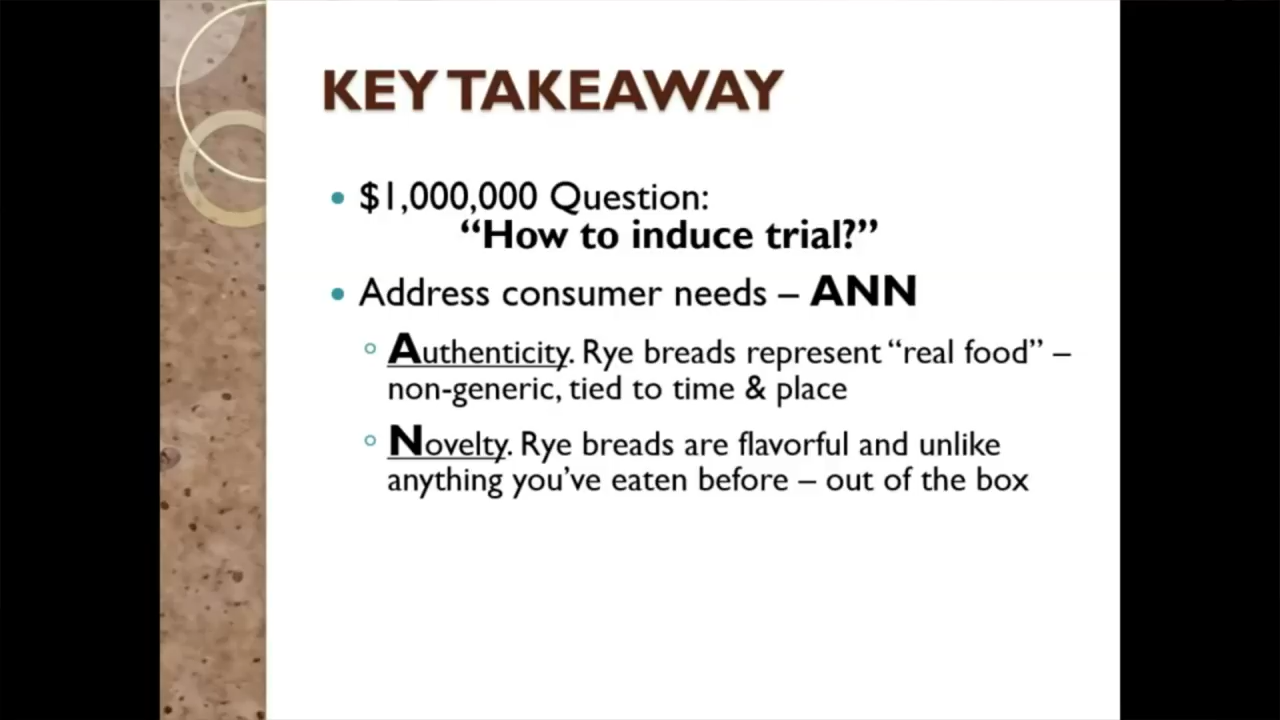 KEY TAKEAWAY
$1,000,000 Question:
“How to induce trial?”
Address consumer needs – ANN
Authenticity. Rye breads represent “real food” –
non-generic, tied to time & place
Novelty. Rye breads are flavorful and unlike
anything you’ve eaten before – out of the box